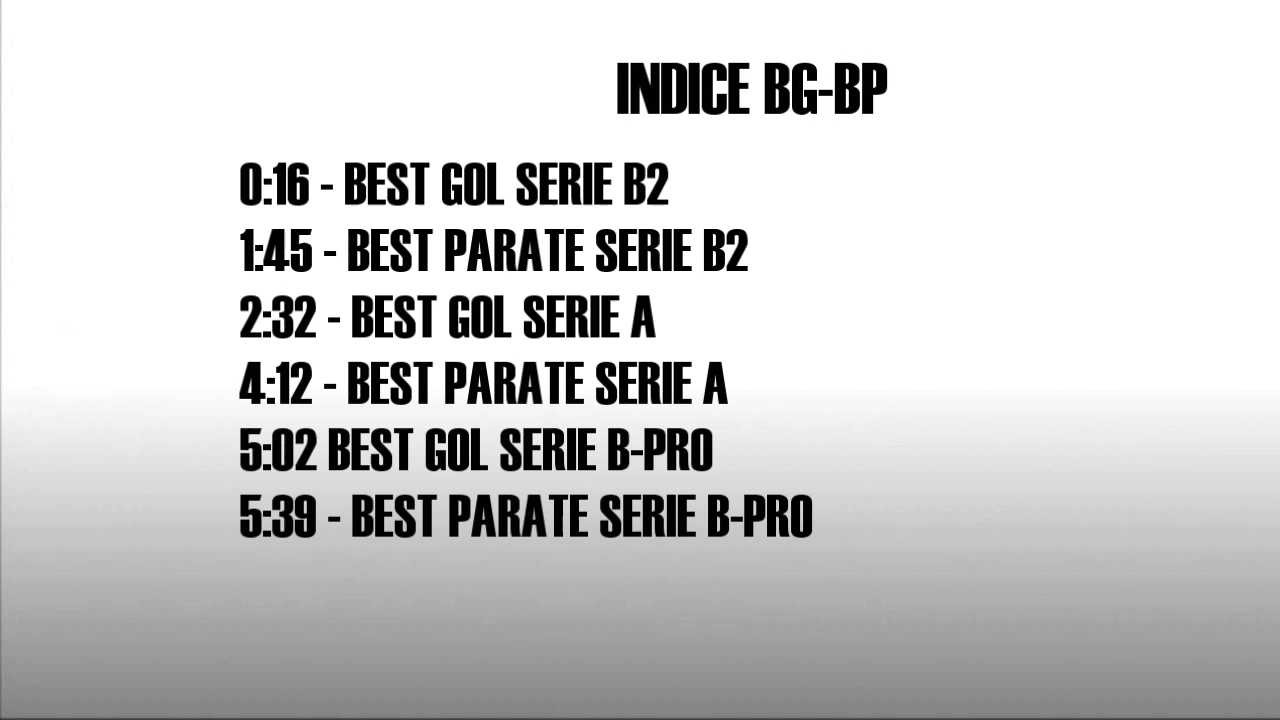 INDICE BG-BP
0:16 - BEST GOL SERIE B2
1:45 - BEST PARATE SERIE B2
2:32 - BEST GOL SERIE A
4:12 - BEST PARATE SERIE A
5:02 BEST GOL SERIE B-PRO
5:39 - BEST PARATE SERIE B-PRO